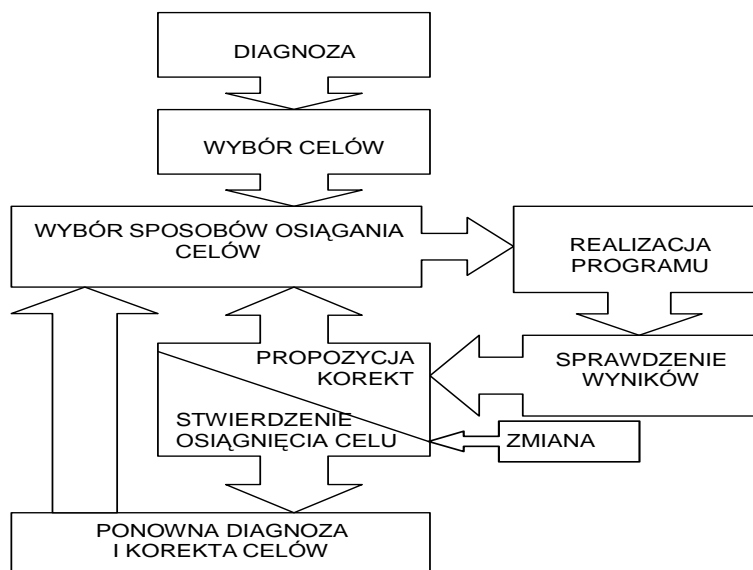 DIAGNOZA
WYBÓR CELÓW
WYBÓR SPOSOBÓW OSIĄGANIA
CELÓW
REALIZACJA
PROGRAMU
PROPOZYCJA
KOREKT
SPRAWDZENIE
WYNIKÓW
STWIERDZENIE
OSIĄGNIĘCIA CELU
ZMIANA
PONOWNA DIAGNOZA
I KOREKTA CELÓW